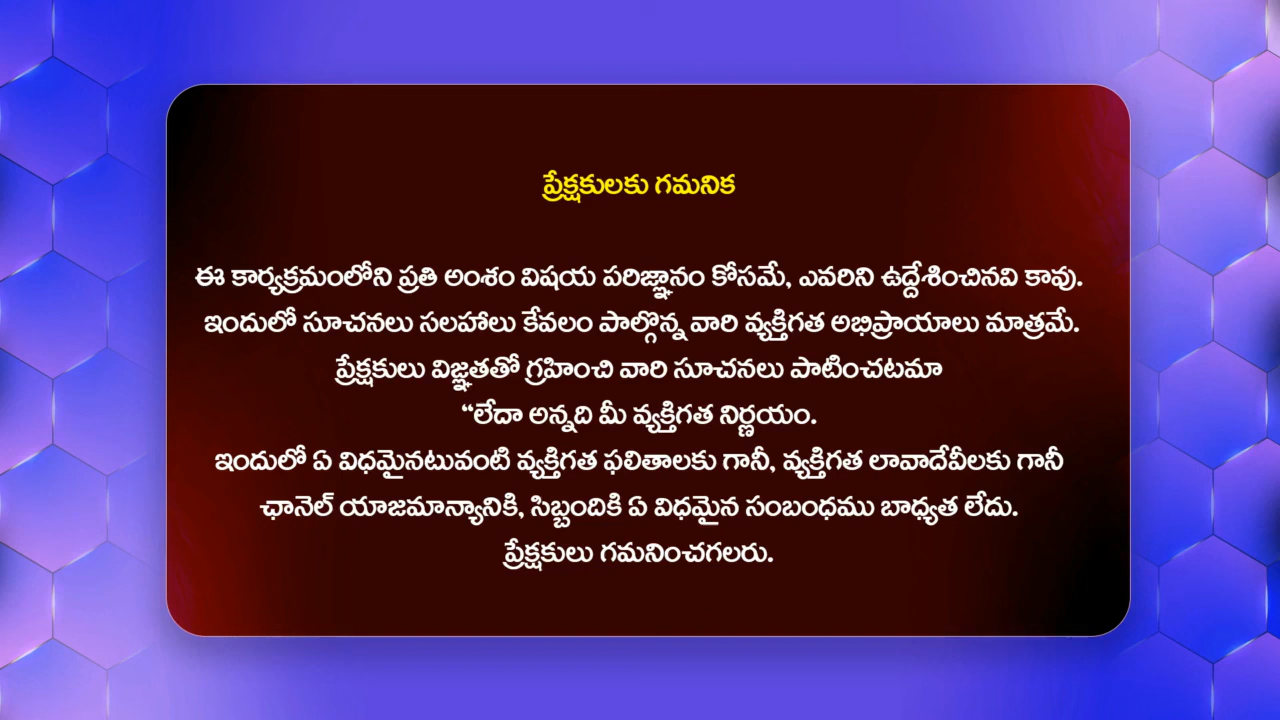 ప్రేక్షకులకు గమనిక
ఈ కార్యక్రమంలోని ప్రతి అంశం విషయ పరిజ్ఞానం కోసమే, ఎవరిని ఉద్దేశించినవి కావు.
ఇందులో సూచనలు సలహాలు కేవలం పాల్గొన్న వారి వ్యక్తిగత అభిప్రాయాలు మాత్రమే.
ప్రేక్షకులు విజ్ఞతతో గ్రహించి వారి సూచనలు పాటించటమా
“లేదా అన్నది మీ వ్యక్తిగత నిర్ణయం.
ఇందులో ఏ విధమైనటువంటి వ్యక్తిగత ఫలితాలకు గానీ, వ్యక్తిగత లావాదేవీలకు గానీ
ఛానెల్ యాజమాన్యానికి, సిబ్బందికి ఏ విధమైన సంబంధము బాధ్యత లేదు.
ప్రేక్షకులు గమనించగలరు.